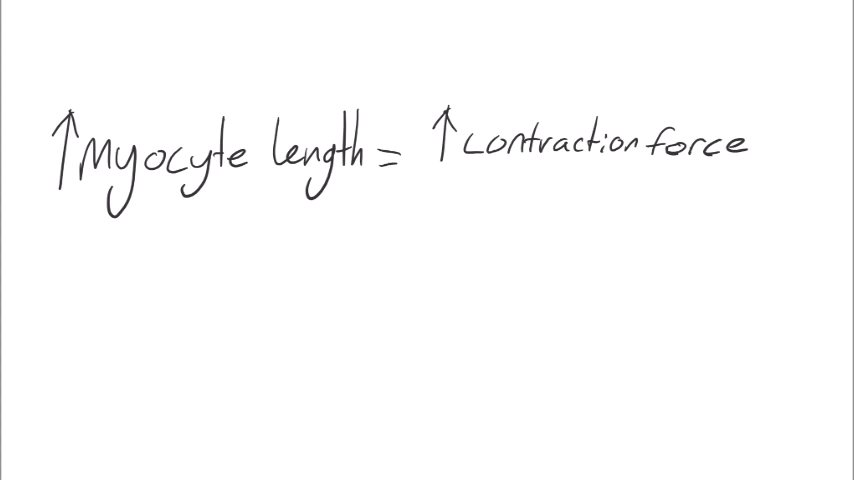 ↑Myocyte length = ↑contraction force